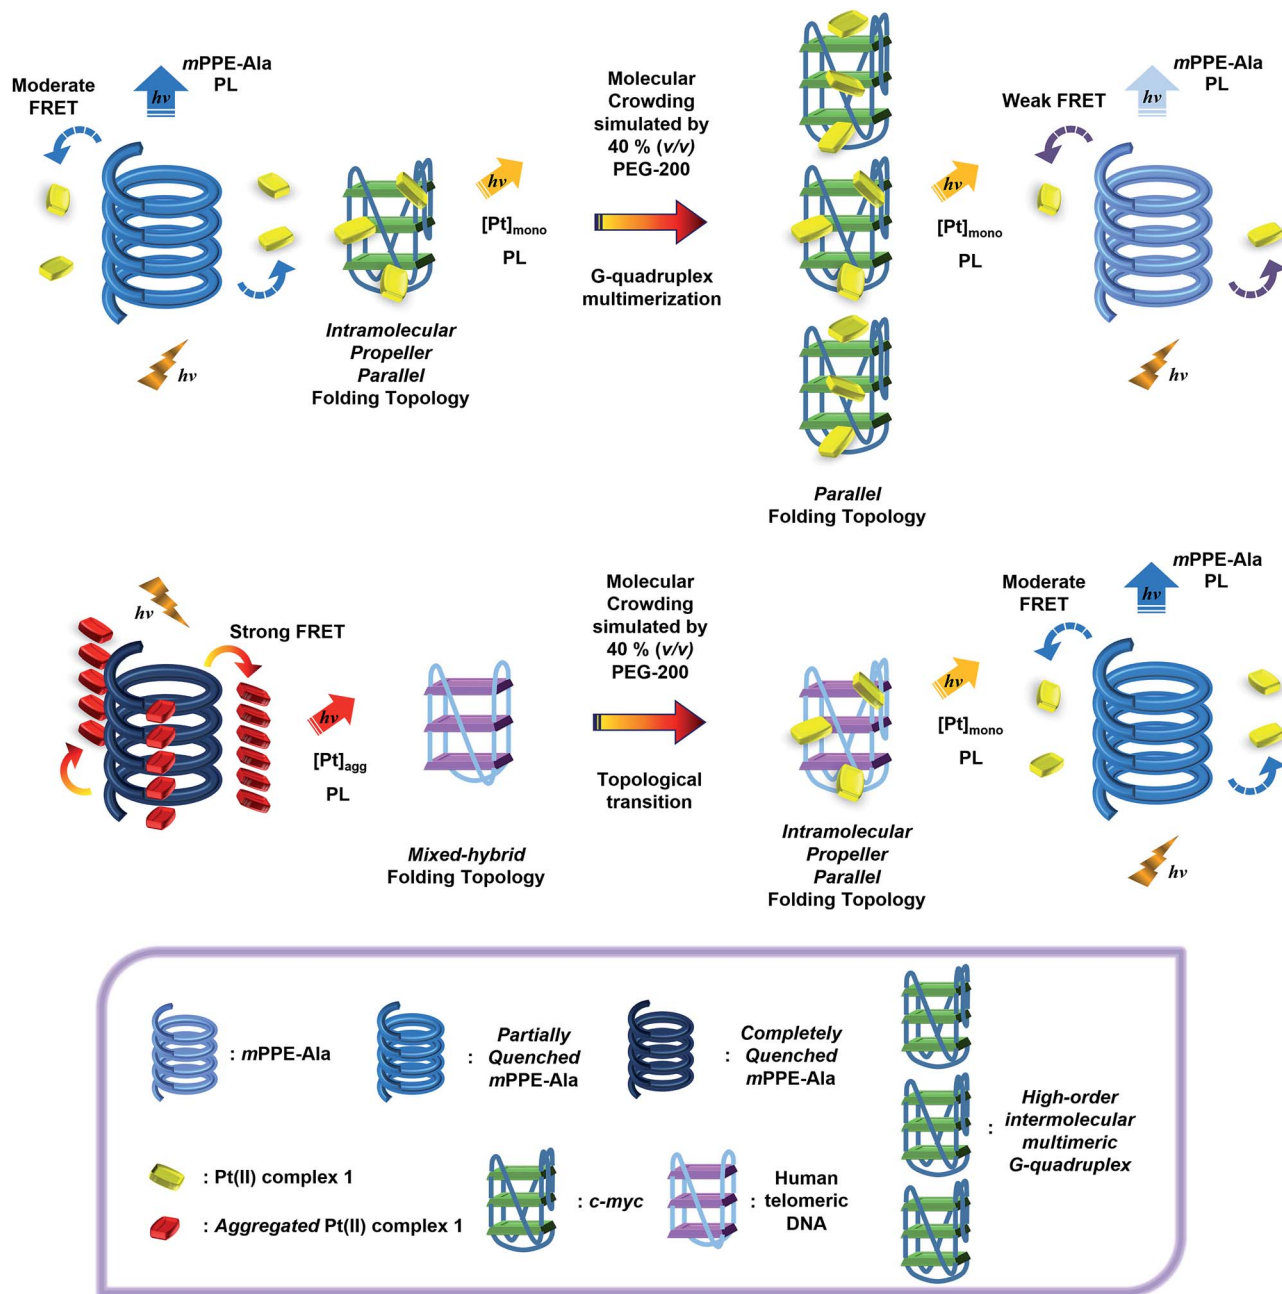 mPPE-Ala
PL
Moderate
FRET
hν
hν
[Pt]mono
PL
hν
Intramolecular
Propeller
Parallel
Folding Topology
Molecular
Crowding
simulated by
40 % (v/v)
PEG-200
G-quadruplex
multimerization
Parallel
Folding Topology
hν
[Pt]mono
PL
mPPE-Ala
PL
hν
Weak FRET
hν
hν
Strong FRET
hν
[Pt]agg
PL
Mixed-hybrid
Folding Topology
Molecular
Crowding
simulated by
40 % (v/v)
PEG-200
Topological
transition
Intramolecular
Propeller
Parallel
Folding Topology
hν
[Pt]mono
PL
mPPE-Ala
PL
Moderate
FRET
hν
hν
: mPPE-Ala
Partially
: Quenched
mPPE-Ala
Completely
: Quenched
mPPE-Ala
: Pt(II) complex 1
: Aggregated Pt(II) complex 1
: c-myc
Human
: telomeric
DNA
High-order
: intermolecular
multimeric
G-quadruplex